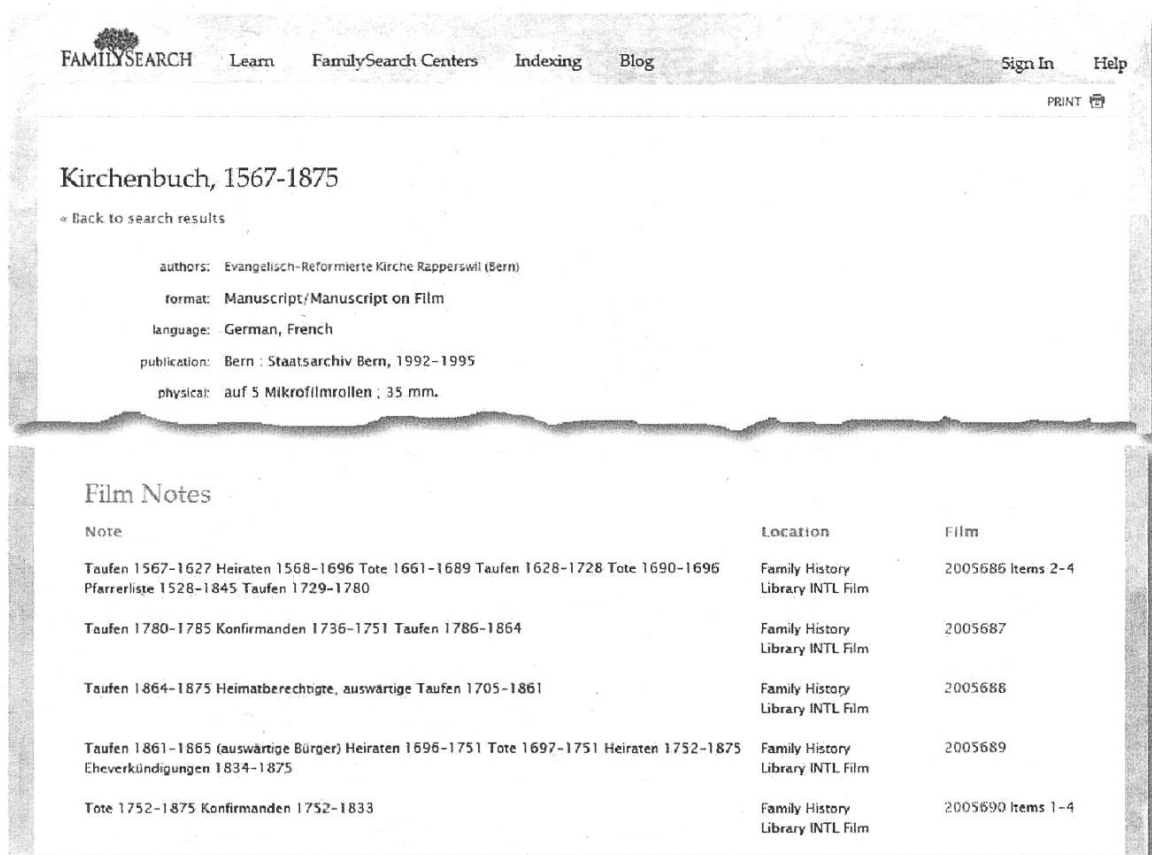 FAMILYSEARCH Learn FamilySearch Centers Indexing Blog Sign In Help
PRINT
Kirchenbuch, 1567-1875
« Back to search results
authors: Evangelisch-Reformierte Kirche Rapperswil (Bern)
format: Manuscript/Manuscript on Film
language: German, French
publication: Bern : Staatsarchiv Bern, 1992-1995
physical: auf 5 Mikrofilmrollen ; 35 mm.
Film Notes
Note Location Film
Taufen 1567-1627 Heiraten 1568-1696 Tote 1661-1689 Taufen 1628-1728 Tote 1690-1696 Family History 2005686 Items 2-4
Pfarrerliste 1528-1845 Taufen 1729-1780 Library INTL Film
Taufen 1780-1785 Konfirmanden 1736-1751 Taufen 1786-1864 Family History 2005687
Library INTL Film
Taufen 1864-1875 Heimatberechtigte, auswärtige Taufen 1705-1861 Family History 2005688
Library INTL Film
Taufen 1861-1865 (auswärtige Bürger) Heiraten 1696-1751 Tote 1697-1751 Heiraten 1752-1875 Family History 2005689
Eheverkündigungen 1834-1875 Library INTL Film
Tote 1752-1875 Konfirmanden 1752-1833 Family History 2005690 Items 1-4
Library INTL Film